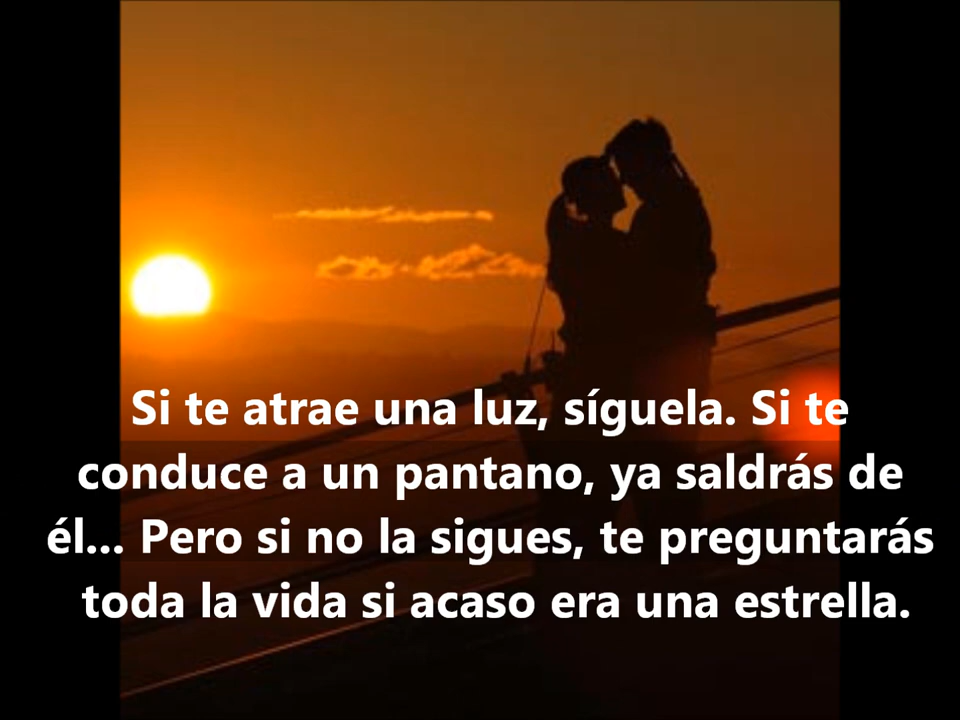 Si te atrae una luz, síguela. Si te
conduce a un pantano, ya saldrás de
él... Pero si no la sigues, te preguntarás
toda la vida si acaso era una estrella.